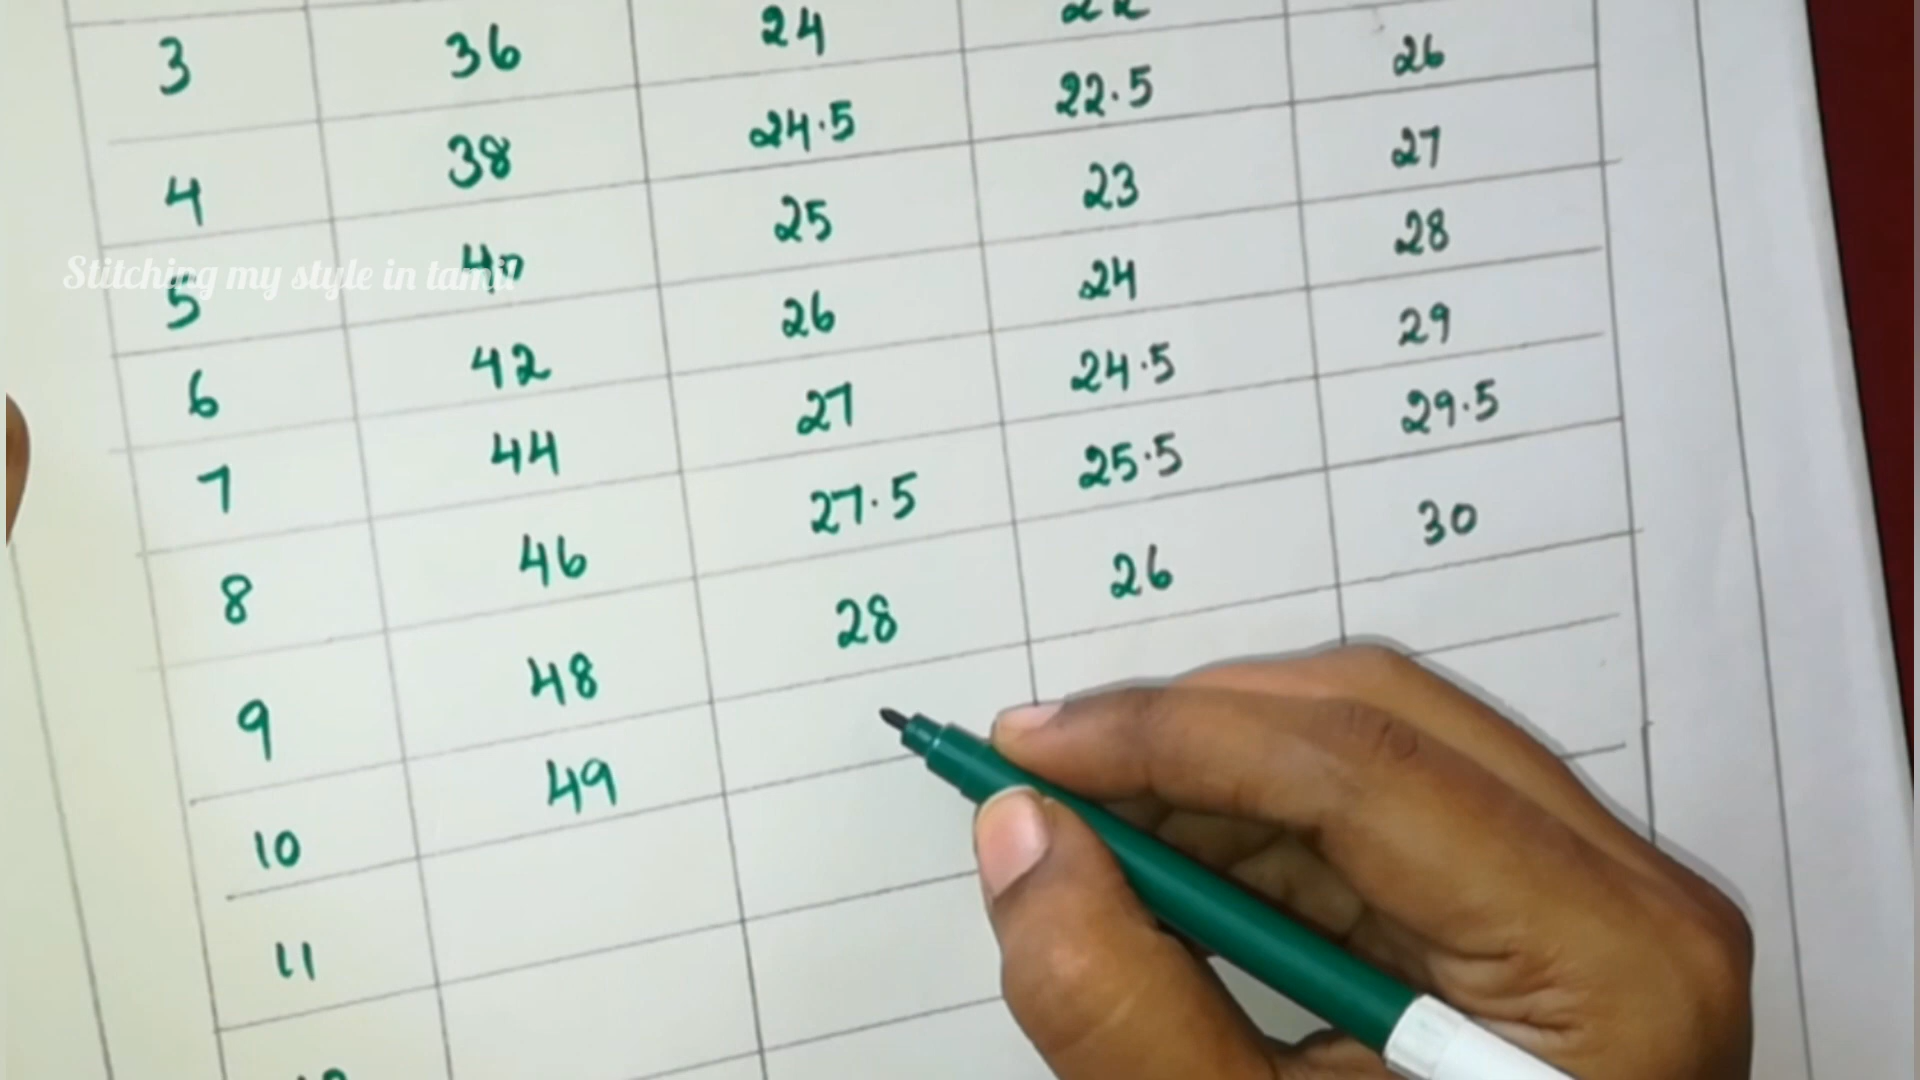 3 36 24
4 38 24.5 22.5 26
5 40 25 23 27
Stitching my style in tamil
6 42 26 24 28
7 44 27 24.5 29
8 46 27.5 25.5 29.5
9 48 28 26 30
10 49
11